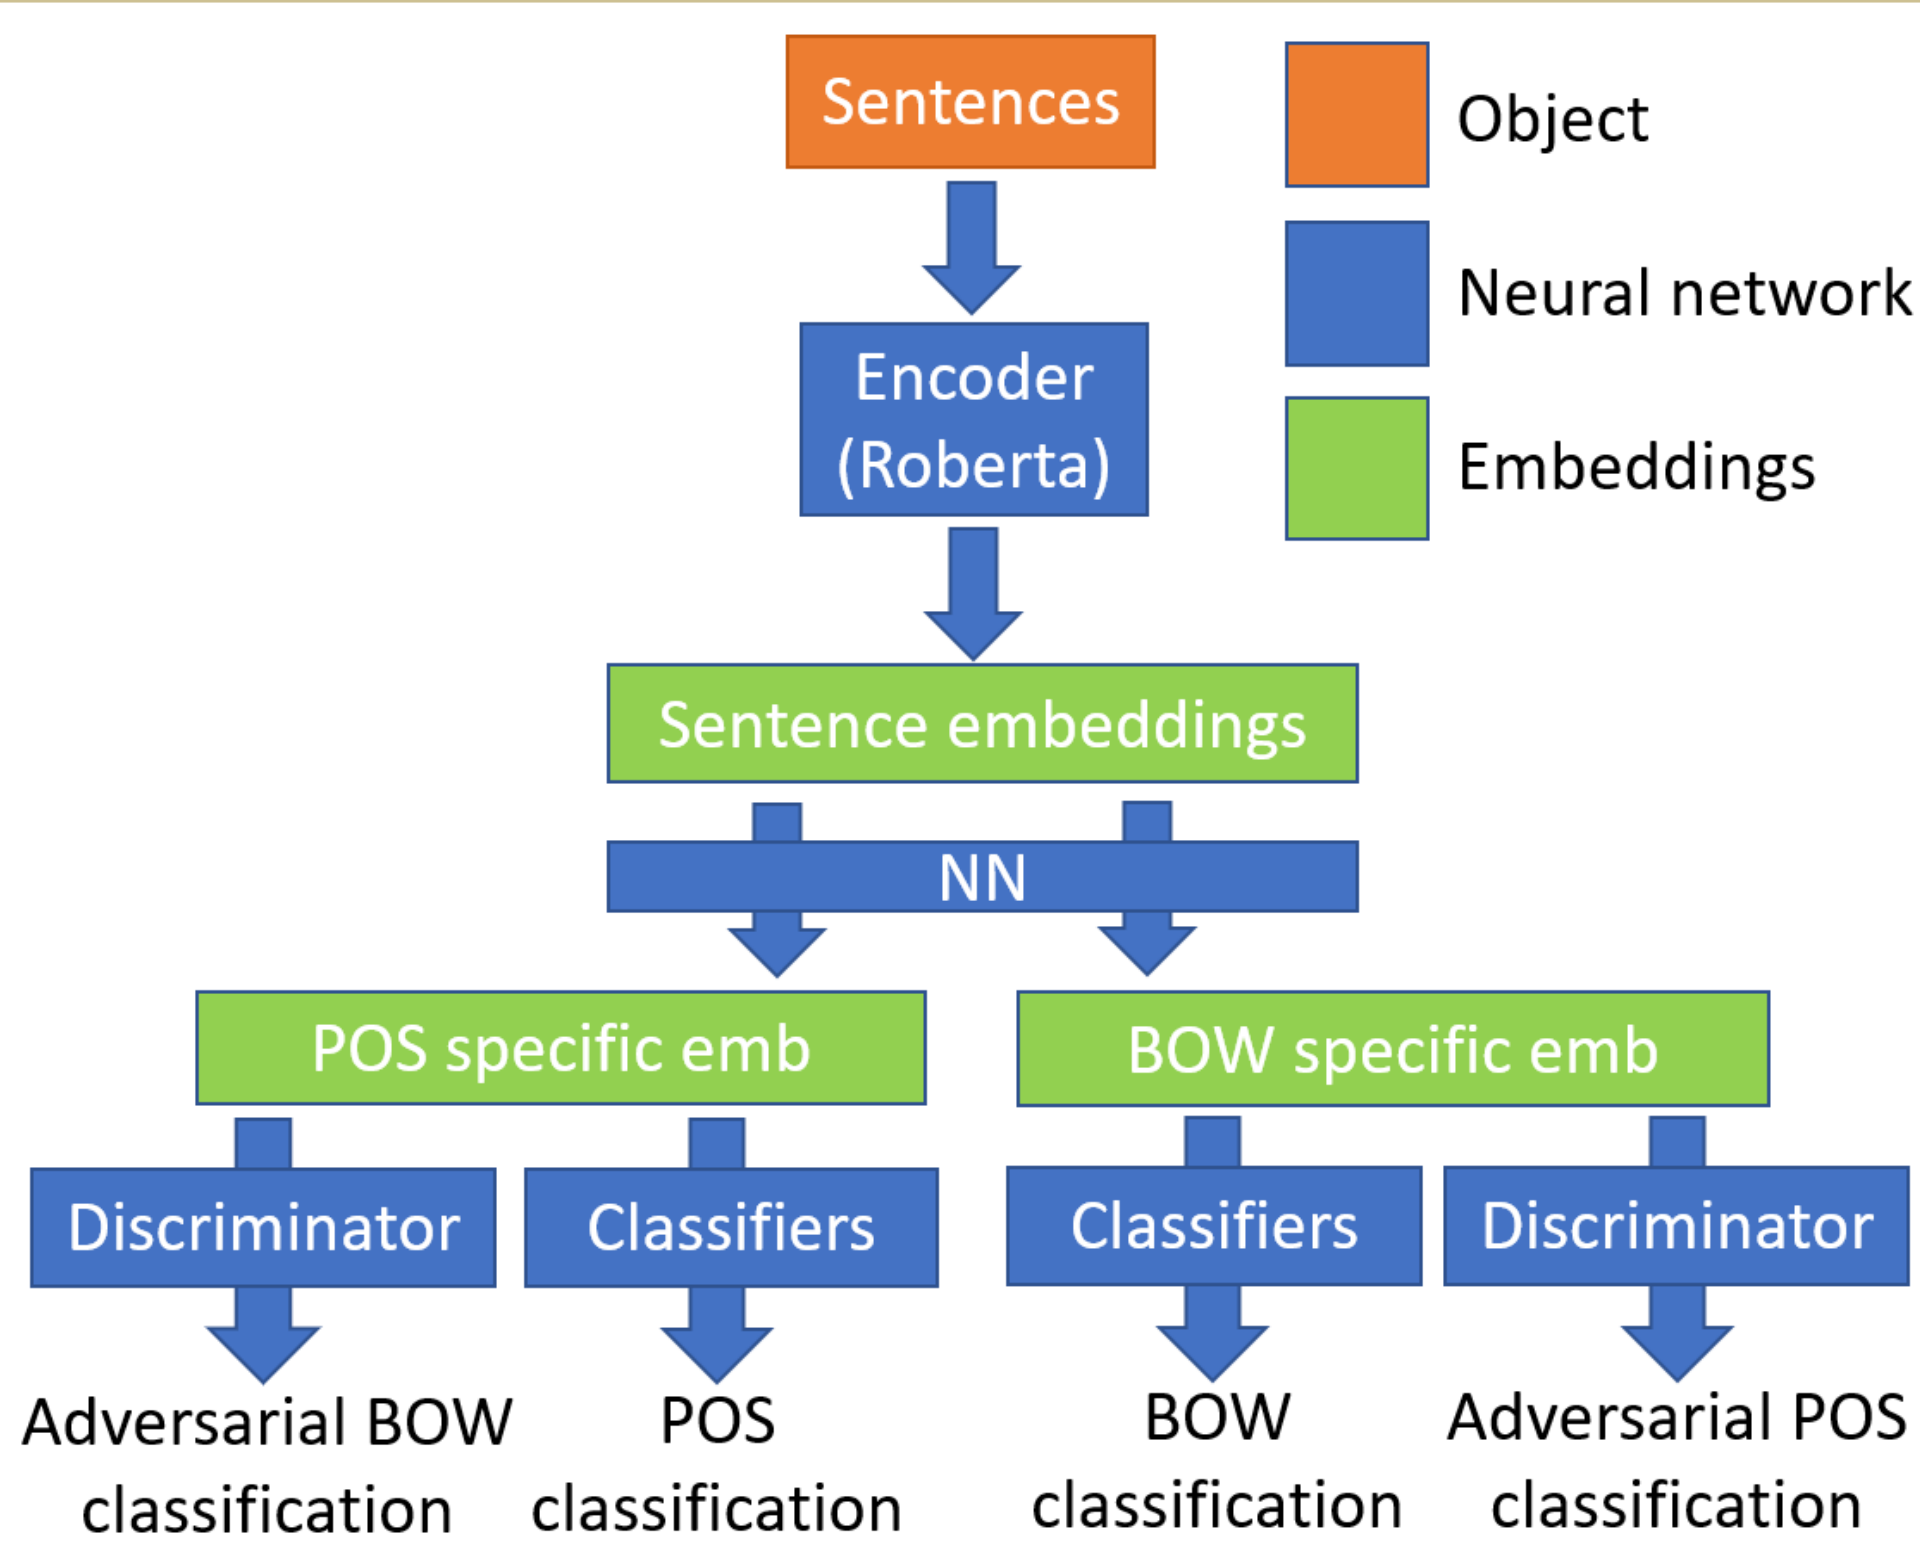 Sentences
Object
Neural network
Embeddings
Encoder
(Roberta)
Sentence embeddings
NN
POS specific emb
BOW specific emb
Discriminator
Classifiers
Classifiers
Discriminator
Adversarial BOW
classification
POS
classification
BOW
classification
Adversarial POS
classification